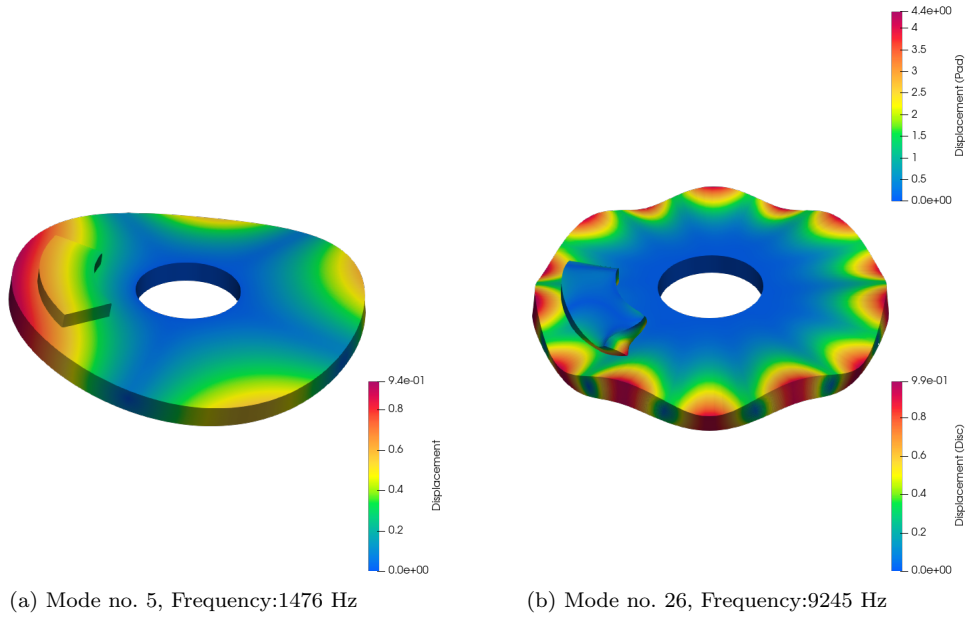 4.4e+00
4
3.5
3
2.5
2
1.5
1
0.5
0.0e+00
Displacement (Pad)
9.4e-01
0.8
0.6
0.4
0.2
0.0e+00
Displacement
9.9e-01
0.8
0.6
0.4
0.2
0.0e+00
Displacement (Disc)
(a) Mode no. 5, Frequency:1476 Hz
(b) Mode no. 26, Frequency:9245 Hz